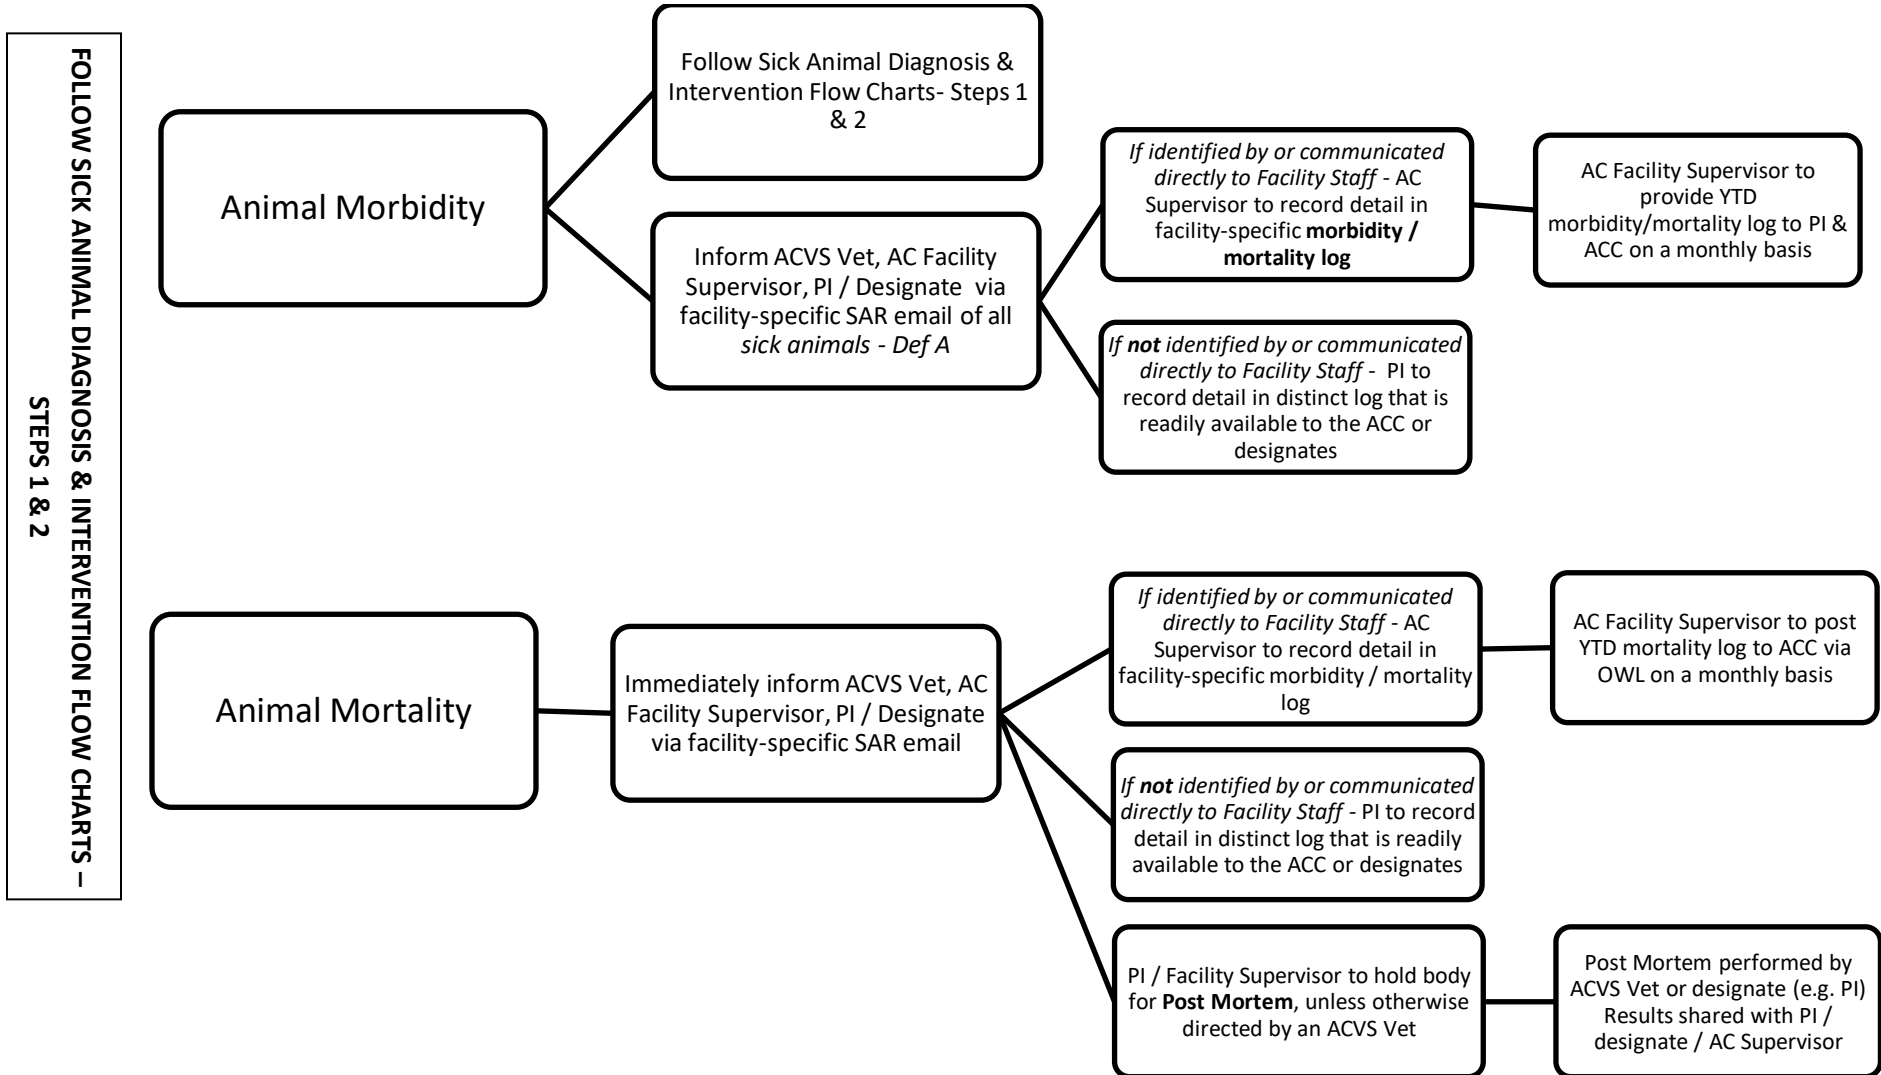 FOLLOW SICK ANIMAL DIAGNOSIS & INTERVENTION FLOW CHARTS –
STEPS 1 & 2
Animal Morbidity
Follow Sick Animal Diagnosis &
Intervention Flow Charts- Steps 1
& 2
Inform ACVS Vet, AC Facility
Supervisor, PI / Designate via
facility-specific SAR email of all
sick animals - Def A
If identified by or communicated
directly to Facility Staff - AC
Supervisor to record detail in
facility-specific morbidity /
mortality log
AC Facility Supervisor to
provide YTD
morbidity/mortality log to PI &
ACC on a monthly basis
If not identified by or communicated
directly to Facility Staff - PI to
record detail in distinct log that is
readily available to the ACC or
designates
Animal Mortality
Immediately inform ACVS Vet, AC
Facility Supervisor, PI / Designate
via facility-specific SAR email
If identified by or communicated
directly to Facility Staff - AC
Supervisor to record detail in
facility-specific morbidity / mortality
log
AC Facility Supervisor to post
YTD mortality log to ACC via
OWL on a monthly basis
If not identified by or communicated
directly to Facility Staff - PI to record
detail in distinct log that is readily
available to the ACC or designates
PI / Facility Supervisor to hold body
for Post Mortem, unless otherwise
directed by an ACVS Vet
Post Mortem performed by
ACVS Vet or designate (e.g. PI)
Results shared with PI /
designate / AC Supervisor